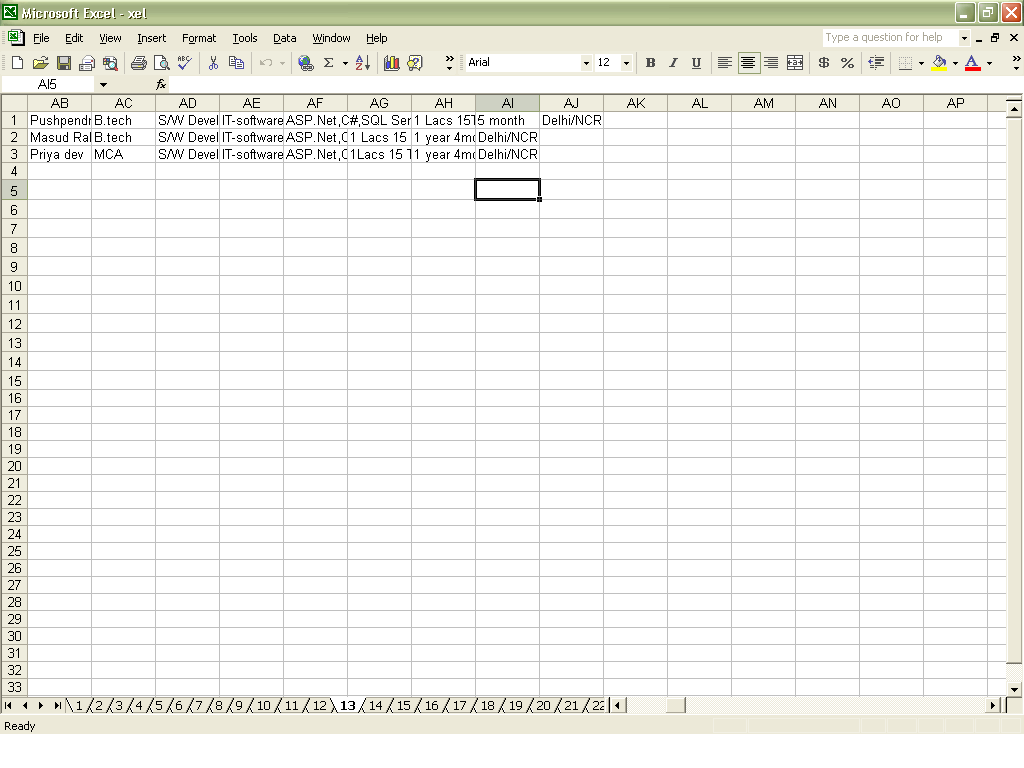 Microsoft Excel - xel
File Edit View Insert Format Tools Data Window Help
Type a question for help
Arial 12 B I U $ %
AI5 fx
AB AC AD AE AF AG AH AI AJ AK AL AM AN AO AP
1 Pushpendr B.tech S/W Devel IT-software ASP.Net,C#,SQL Ser 1 Lacs 15T 5 month Delhi/NCR
2 Masud Ral B.tech S/W Devel IT-software ASP.Net,C 1 Lacs 15 1 year 4mo Delhi/NCR
3 Priya dev MCA S/W Devel IT-software ASP.Net,C 1Lacs 15 T 1 year 4mo Delhi/NCR
4
5
6
7
8
9
10
11
12
13
14
15
16
17
18
19
20
21
22
23
24
25
26
27
28
29
30
31
32
33
1 2 3 4 5 6 7 8 9 10 11 12 13 14 15 16 17 18 19 20 21 22
Ready